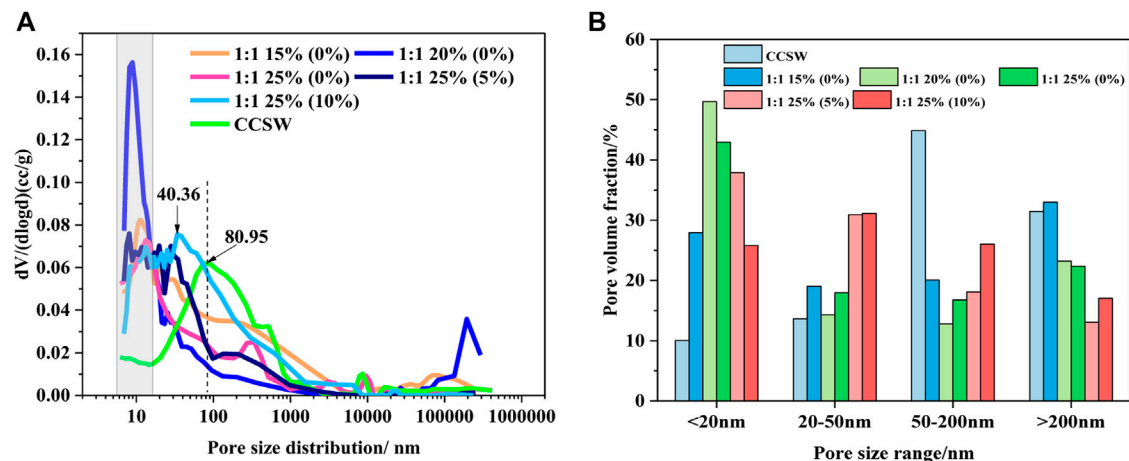 A
1:1 15% (0%) 1:1 20% (0%)
1:1 25% (0%) 1:1 25% (5%)
1:1 25% (10%)
CCSW
40.36
80.95
0.16
0.14
0.12
0.10
0.08
0.06
0.04
0.02
0.00
dV/(dlogd)(cc/g)
10 100 1000 10000 100000 1000000
Pore size distribution/ nm
B
CCSW
1:1 15% (0%) 1:1 20% (0%) 1:1 25% (0%)
1:1 25% (5%) 1:1 25% (10%)
60
50
40
30
20
10
0
Pore volume fraction/%
<20nm 20-50nm 50-200nm >200nm
Pore size range/nm